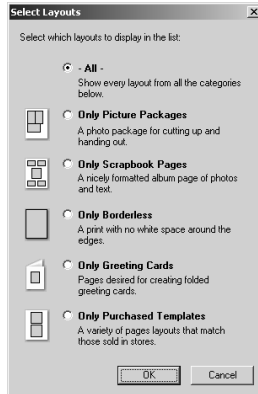 Select Layouts
Select which layouts to display in the list:
- All -
Show every layout from all the categories
below.
Only Picture Packages
A photo package for cutting up and
handing out.
Only Scrapbook Pages
A nicely formatted album page of photos
and text.
Only Borderless
A print with no white space around the
edges.
Only Greeting Cards
Pages desired for creating folded
greeting cards.
Only Purchased Templates
A variety of pages layouts that match
those sold in stores.
OK
Cancel